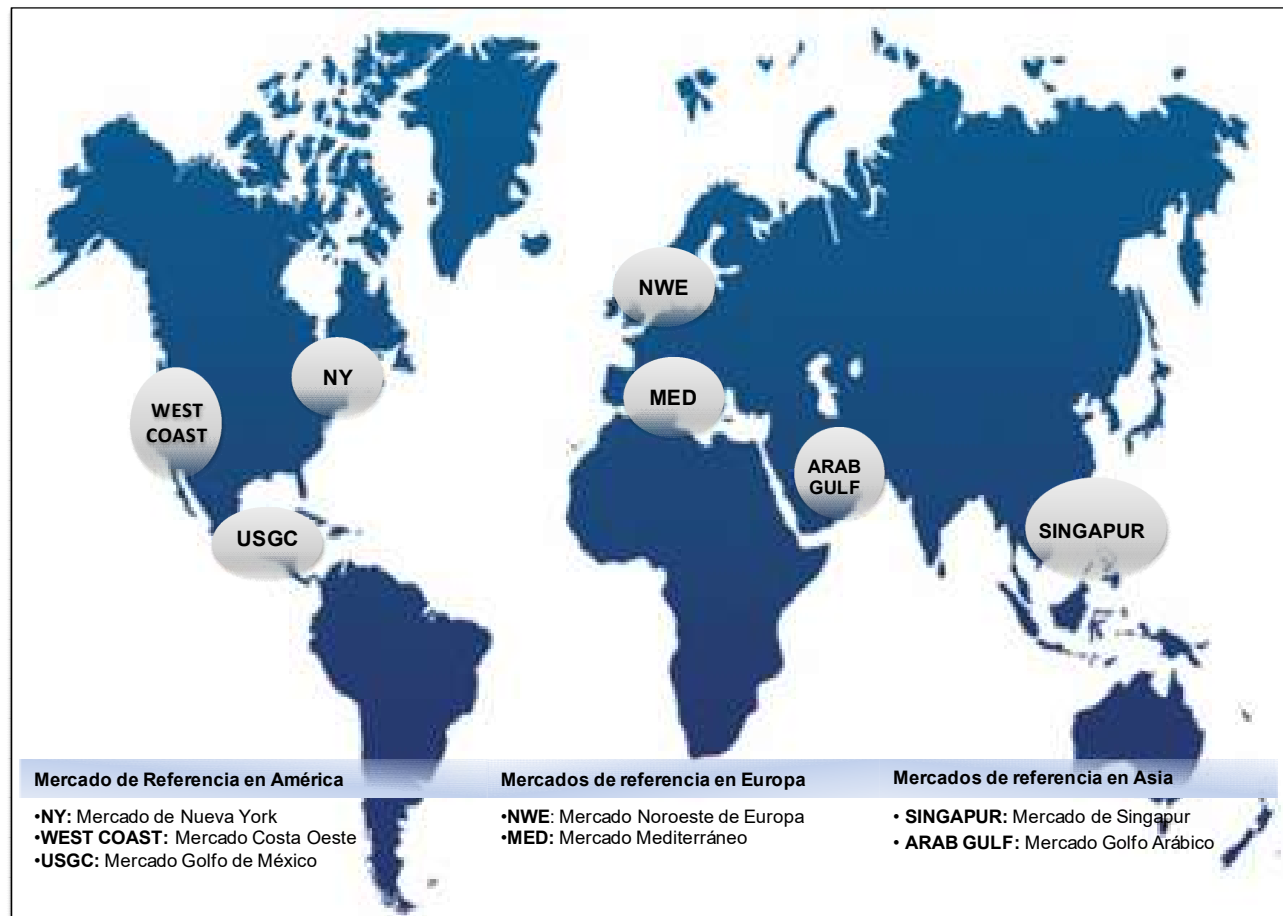 NWE
NY
MED
WEST
COAST
ARAB
GULF
USGC
SINGAPUR
Mercado de Referencia en América
•NY: Mercado de Nueva York
•WEST COAST: Mercado Costa Oeste
•USGC: Mercado Golfo de México
Mercados de referencia en Europa
•NWE: Mercado Noroeste de Europa
•MED: Mercado Mediterráneo
Mercados de referencia en Asia
• SINGAPUR: Mercado de Singapur
• ARAB GULF: Mercado Golfo Arábico